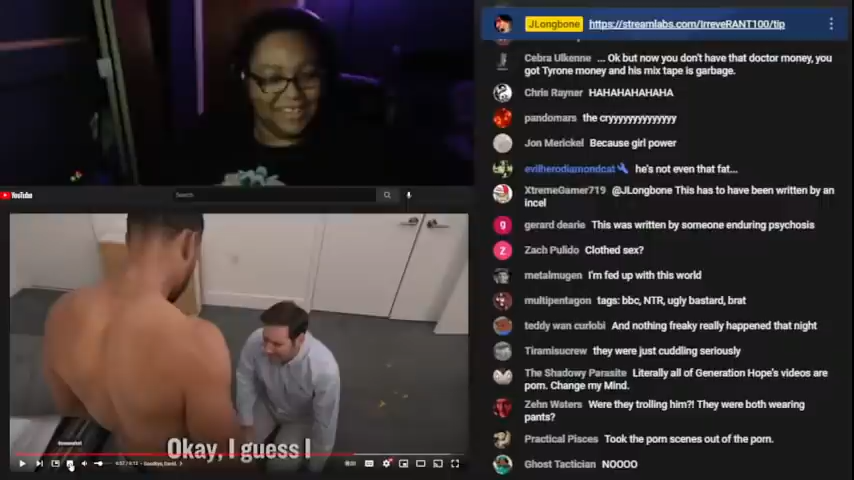 JLongbone https://streamlabs.com/IrreveRANT100/tip
Cebra Ulkenne ... Ok but now you don't have that doctor money, you
got Tyrone money and his mix tape is garbage.
Chris Rayner HAHAHAHAHAHA
pandomars the cryyyyyyyyyyyyy
Jon Merickel Because girl power
evilherodiamondcat he's not even that fat...
XtremeGamer719 @JLongbone This has to have been written by an
incel
g gerard dearie This was written by someone enduring psychosis
Z Zach Pulido Clothed sex?
metalmugen I'm fed up with this world
multipentagon tags: bbc, NTR, ugly bastard, brat
teddy wan curlobi And nothing freaky really happened that night
Tiramisucrew they were just cuddling seriously
The Shadowy Parasite Literally all of Generation Hope's videos are
porn. Change my Mind.
Zehn Waters Were they trolling him?! They were both wearing
pants?
Practical Pisces Took the porn scenes out of the porn.
Ghost Tactician NOOOO
YouTube
Search
Okay, I guess I